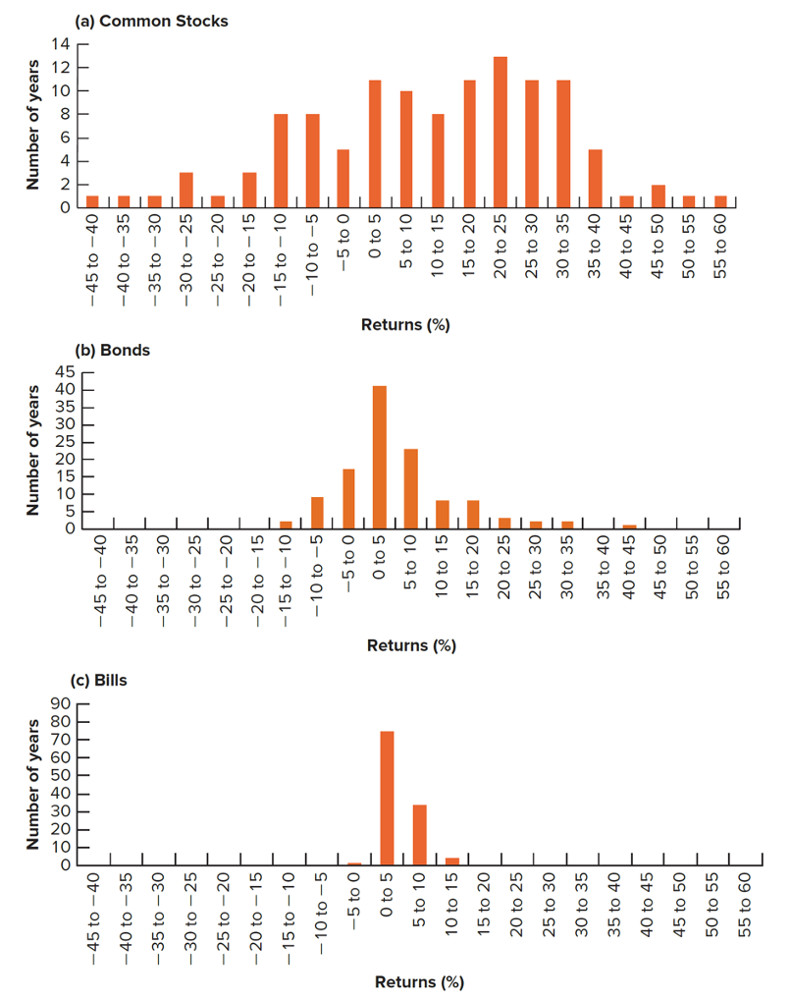 (a) Common Stocks
Number of years
14
12
10
8
6
4
2
0
−45 to −40
−40 to −35
−35 to −30
−30 to −25
−25 to −20
−20 to −15
−15 to −10
−10 to −5
−5 to 0
0 to 5
5 to 10
10 to 15
15 to 20
20 to 25
25 to 30
30 to 35
35 to 40
40 to 45
45 to 50
50 to 55
55 to 60
Returns (%)
(b) Bonds
Number of years
45
40
35
30
25
20
15
10
5
0
−45 to −40
−40 to −35
−35 to −30
−30 to −25
−25 to −20
−20 to −15
−15 to −10
−10 to −5
−5 to 0
0 to 5
5 to 10
10 to 15
15 to 20
20 to 25
25 to 30
30 to 35
35 to 40
40 to 45
45 to 50
50 to 55
55 to 60
Returns (%)
(c) Bills
Number of years
90
80
70
60
50
40
30
20
10
0
−45 to −40
−40 to −35
−35 to −30
−30 to −25
−25 to −20
−20 to −15
−15 to −10
−10 to −5
−5 to 0
0 to 5
5 to 10
10 to 15
15 to 20
20 to 25
25 to 30
30 to 35
35 to 40
40 to 45
45 to 50
50 to 55
55 to 60
Returns (%)